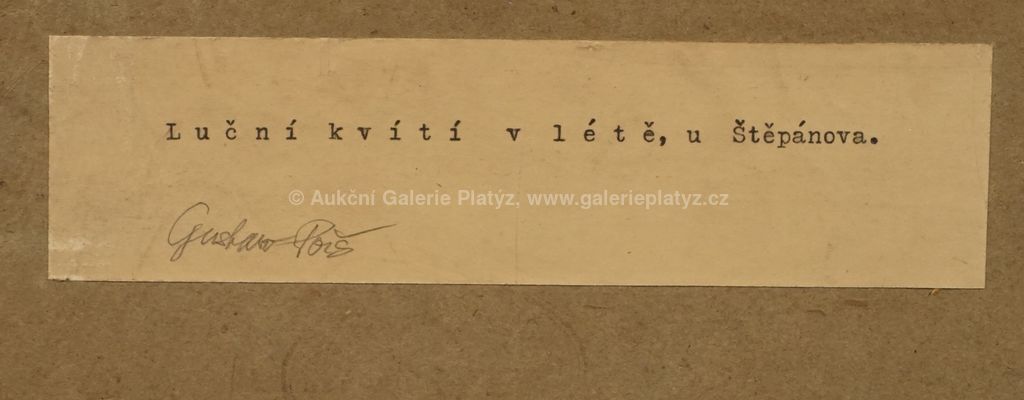 Luční kvítí v létě, u Štěpánova.
© Aukční Galerie Platýz, www.galerieplatyz.cz
Gustav Porš